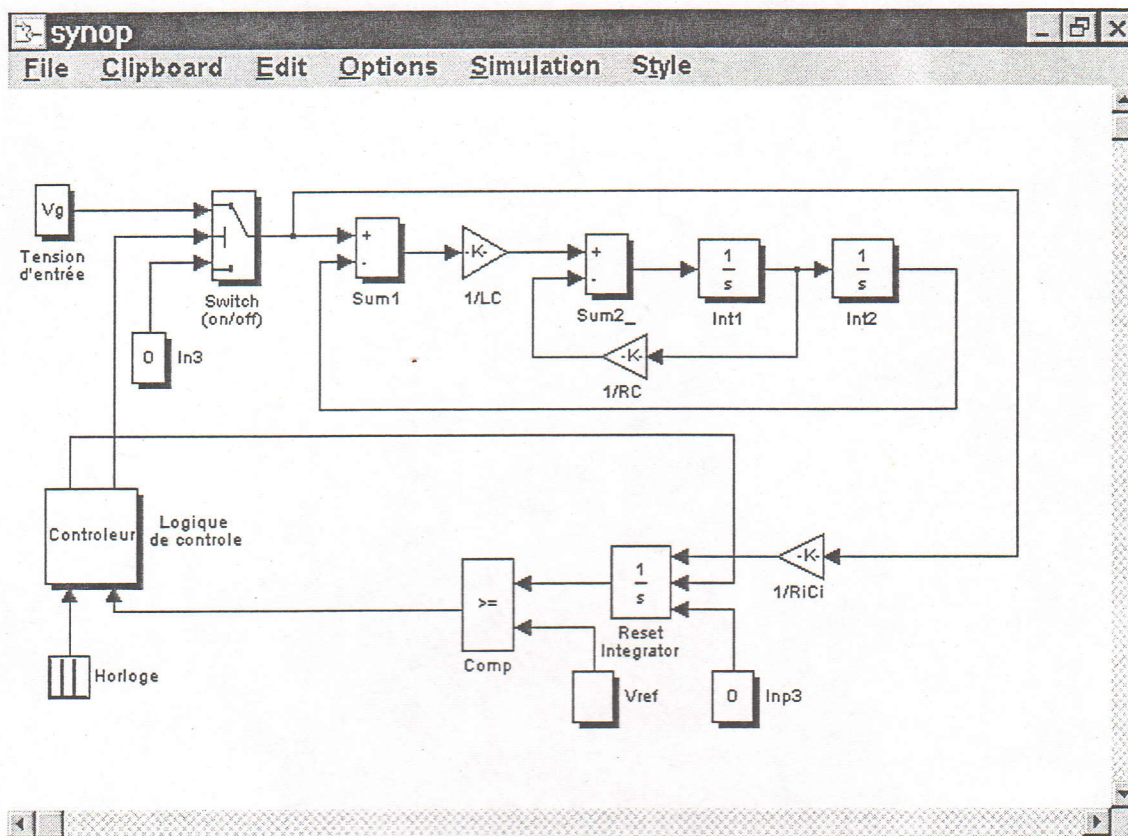 synop
File Clipboard Edit Options Simulation Style
Vg
Tension
d'entrée
Switch
(on/off)
0
In3
+
-
Sum1
-K-
1/LC
+
-
Sum2_
1
s
Int1
1
s
Int2
-K-
1/RC
Controleur
Logique
de controle
Horloge
>=
Comp
1
s
Reset
Integrator
-K-
1/RiCi
Vref
0
Inp3